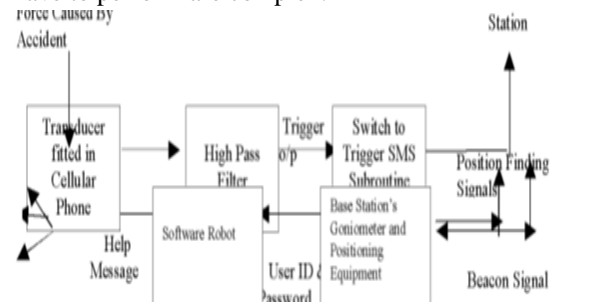 Force Caused By
Accident
Station
Transducer
fitted in
Cellular
Phone
High Pass
Filter
Trigger
o/p
Switch to
Trigger SMS
Subroutine
Position Finding
Signals
Help
Message
Software Robot
User ID &
Password
Base Station's
Goniometer and
Positioning
Equipment
Beacon Signal